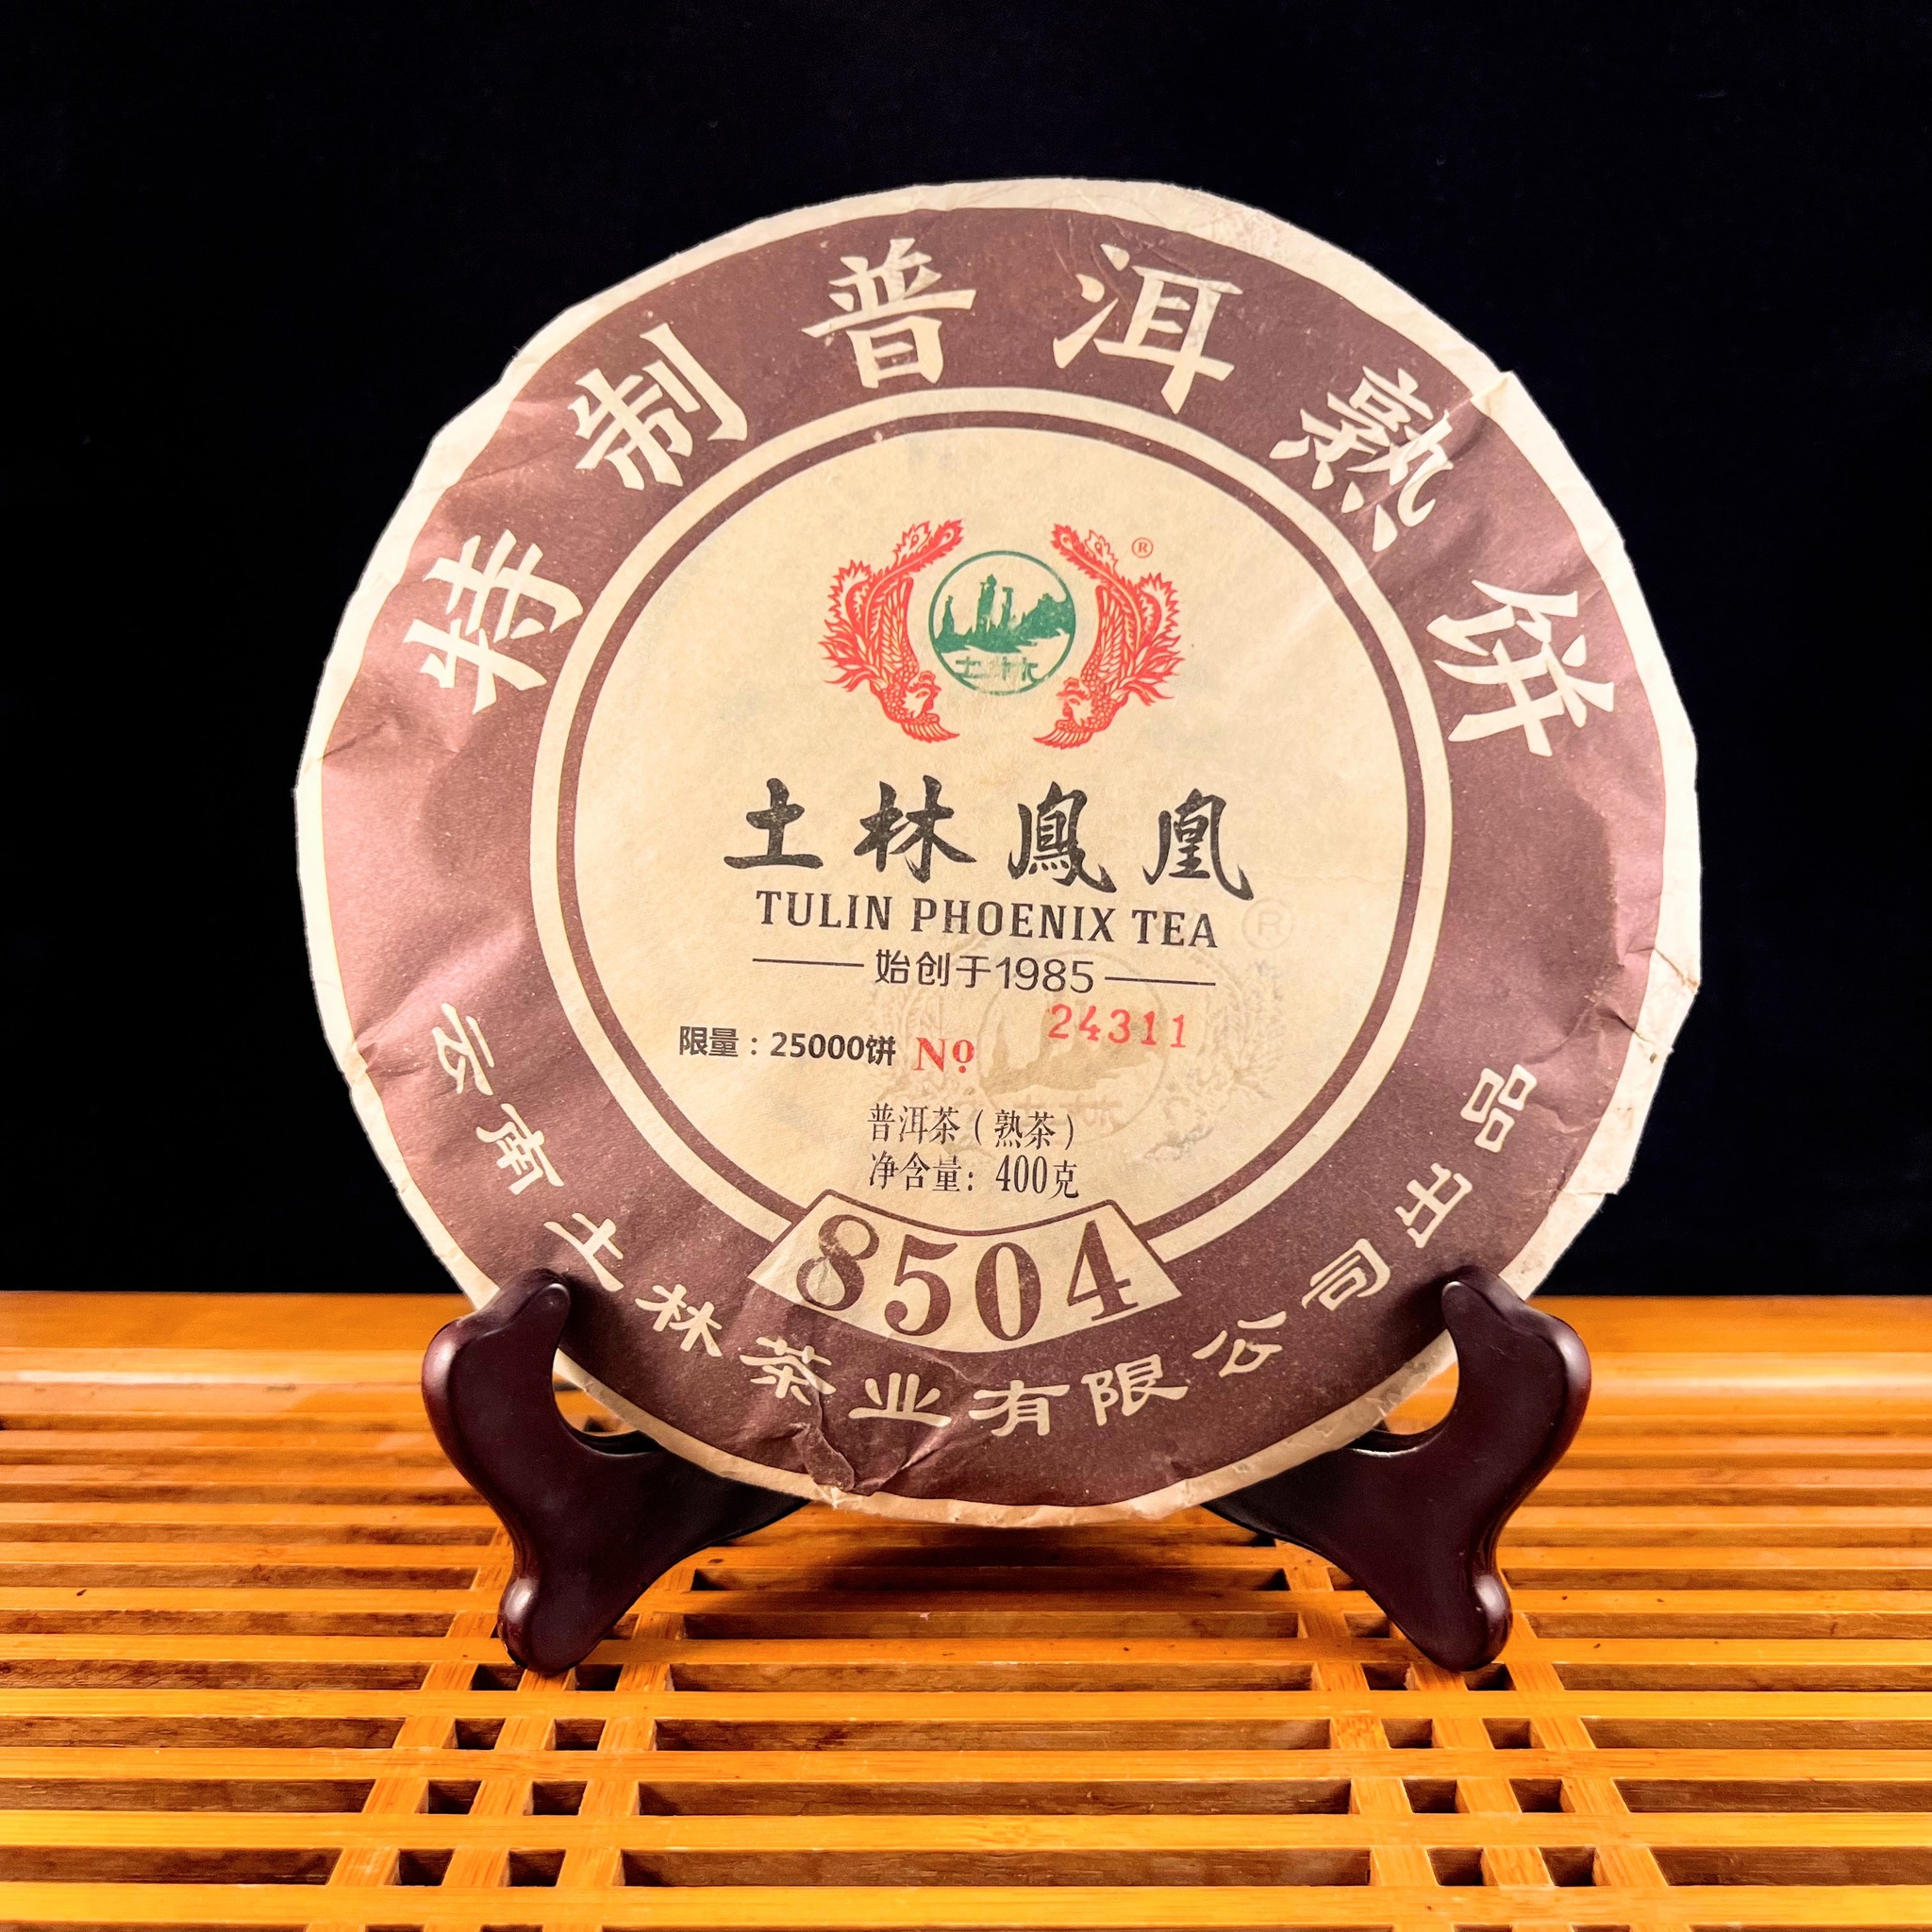 特制普洱熟饼
®
土林
土林鳳凰
TULIN PHOENIX TEA
始创于1985
限量：25000饼 Nº 24311
普洱茶（熟茶）
净含量：400克
8504
云南土林茶业有限公司出品